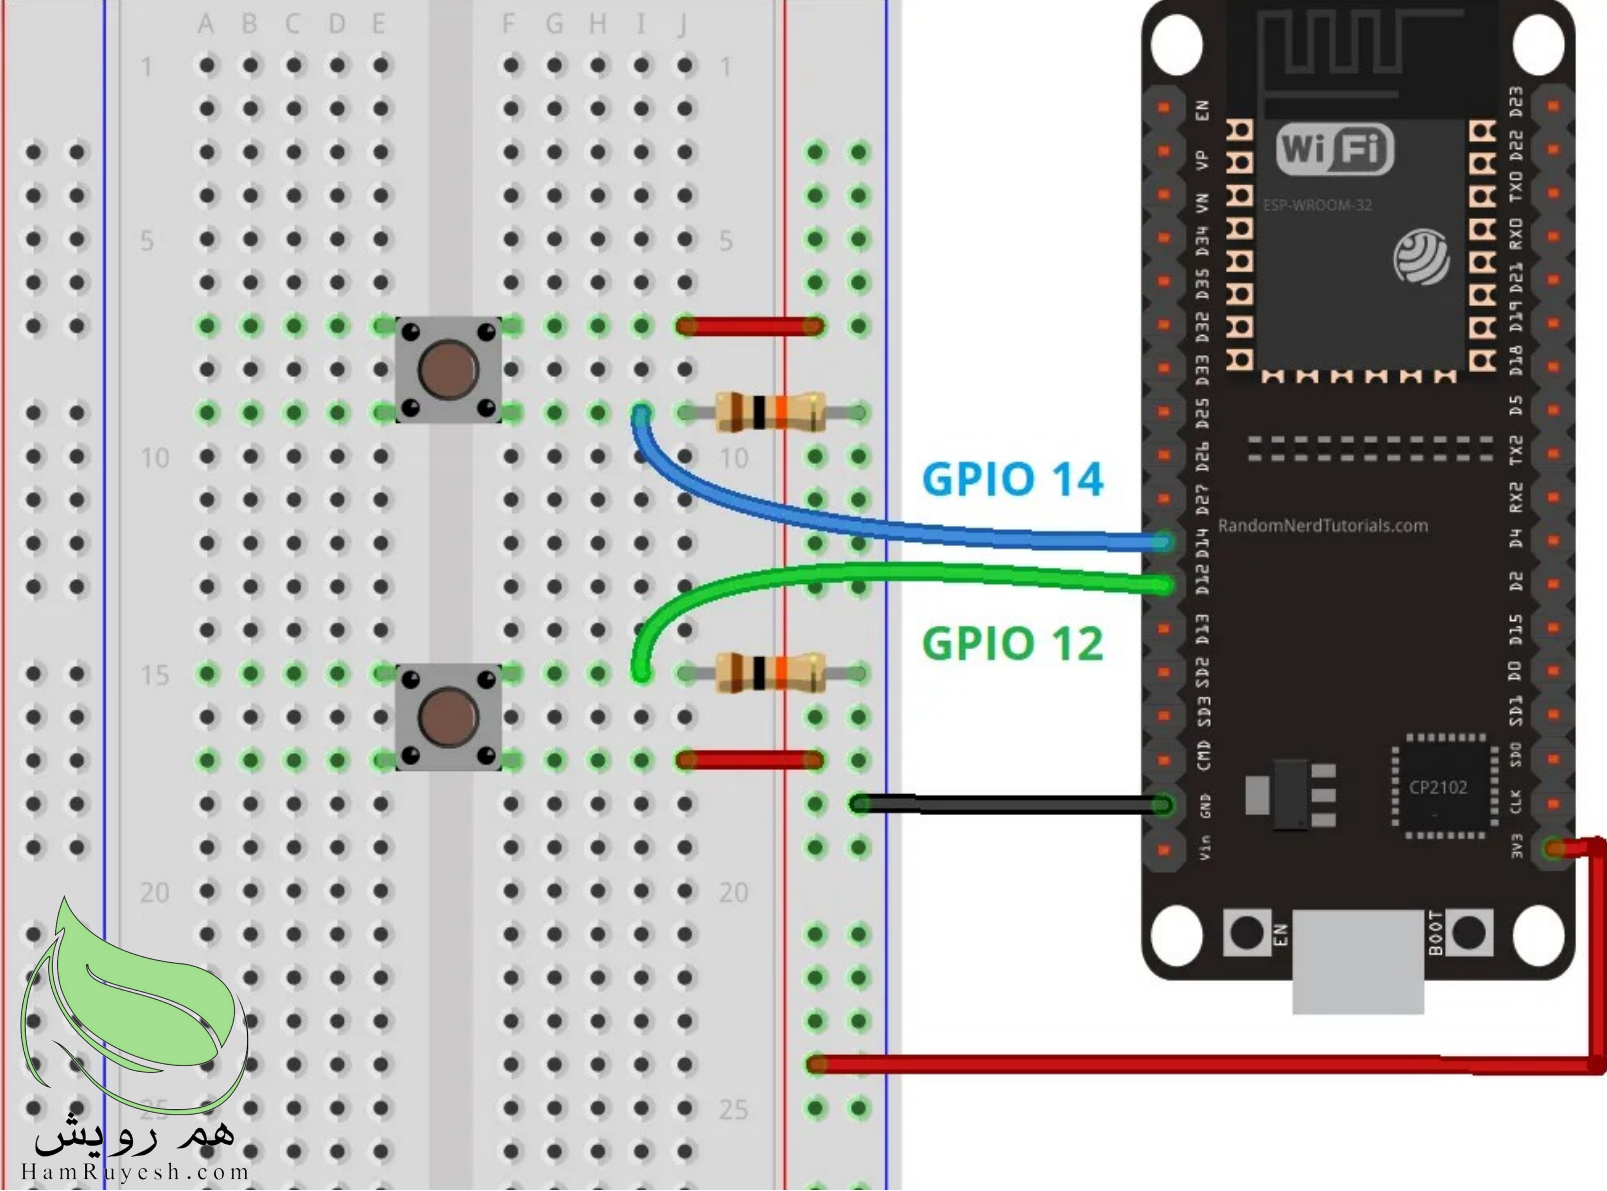 A B C D E F G H I J
1 1
5 5
10 10
15
20 20
25 25
GPIO 14
GPIO 12
EN
VP
VN
D34
D35
D32
D33
D25
D26
D27
D14
D12
D13
SD2
SD3
CMD
GND
Vin
WiFi
ESP-WROOM-32
RandomNerdTutorials.com
CP2102
EN
BOOT
D23
D22
TX0
RX0
D21
D19
D18
D5
TX2
RX2
D4
D2
D15
D0
SD1
SD0
CLK
3V3
هم رویش
HamRuyesh.com